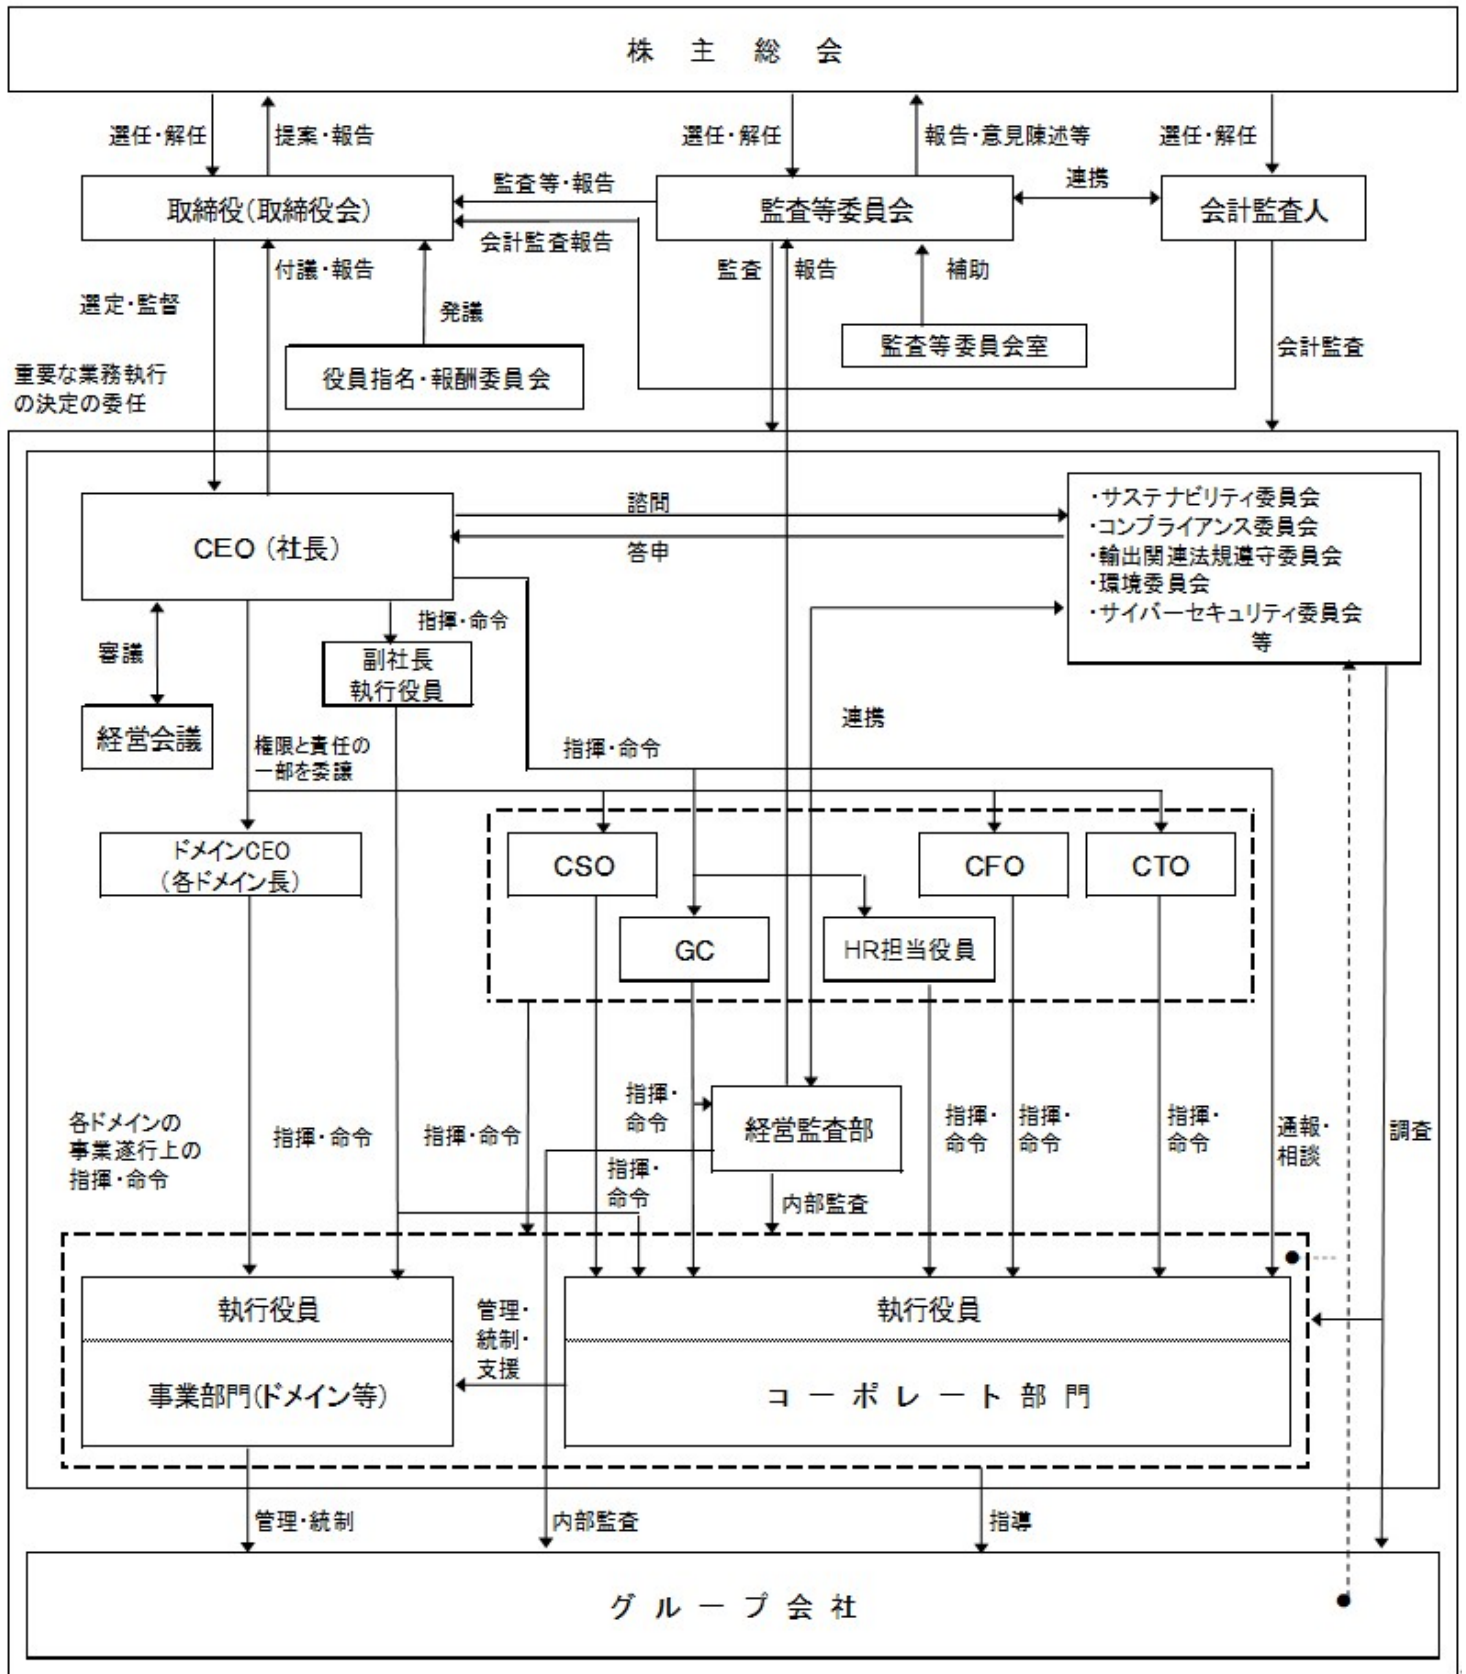 株 主 総 会
選任・解任
提案・報告
選任・解任
報告・意見陳述等
選任・解任
取締役(取締役会)
監査等・報告
監査等委員会
連携
会計監査人
会計監査報告
選定・監督
付議・報告
発議
監査
報告
補助
会計監査
役員指名・報酬委員会
監査等委員会室
重要な業務執行
の決定の委任
CEO (社長)
諮問
答申
・サステナビリティ委員会
・コンプライアンス委員会
・輸出関連法規遵守委員会
・環境委員会
・サイバーセキュリティ委員会
等
審議
指揮・命令
副社長
執行役員
経営会議
権限と責任の
一部を委譲
指揮・命令
連携
ドメインCEO
(各ドメイン長)
CSO
CFO
CTO
GC
HR担当役員
各ドメインの
事業遂行上の
指揮・命令
指揮・命令
指揮・命令
指揮・
命令
経営監査部
指揮・
命令
指揮・
命令
指揮・
命令
通報・
相談
調査
指揮・
命令
内部監査
執行役員
事業部門(ドメイン等)
管理・
統制・
支援
執行役員
コ ー ポ レ ー ト 部 門
管理・統制
内部監査
指導
グ ル ー プ 会 社